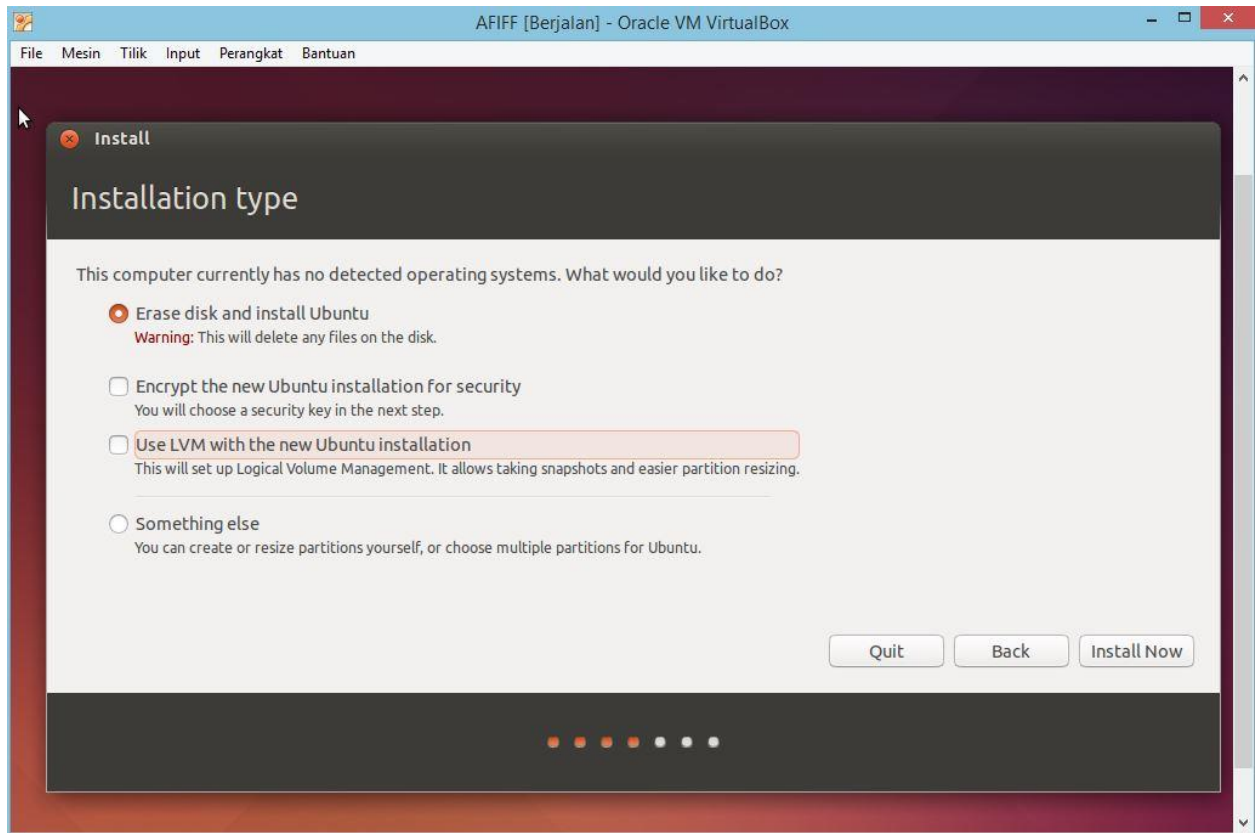 AFIFF [Berjalan] - Oracle VM VirtualBox
File Mesin Tilik Input Perangkat Bantuan
Install
Installation type
This computer currently has no detected operating systems. What would you like to do?
Erase disk and install Ubuntu
Warning: This will delete any files on the disk.
Encrypt the new Ubuntu installation for security
You will choose a security key in the next step.
Use LVM with the new Ubuntu installation
This will set up Logical Volume Management. It allows taking snapshots and easier partition resizing.
Something else
You can create or resize partitions yourself, or choose multiple partitions for Ubuntu.
Quit Back Install Now